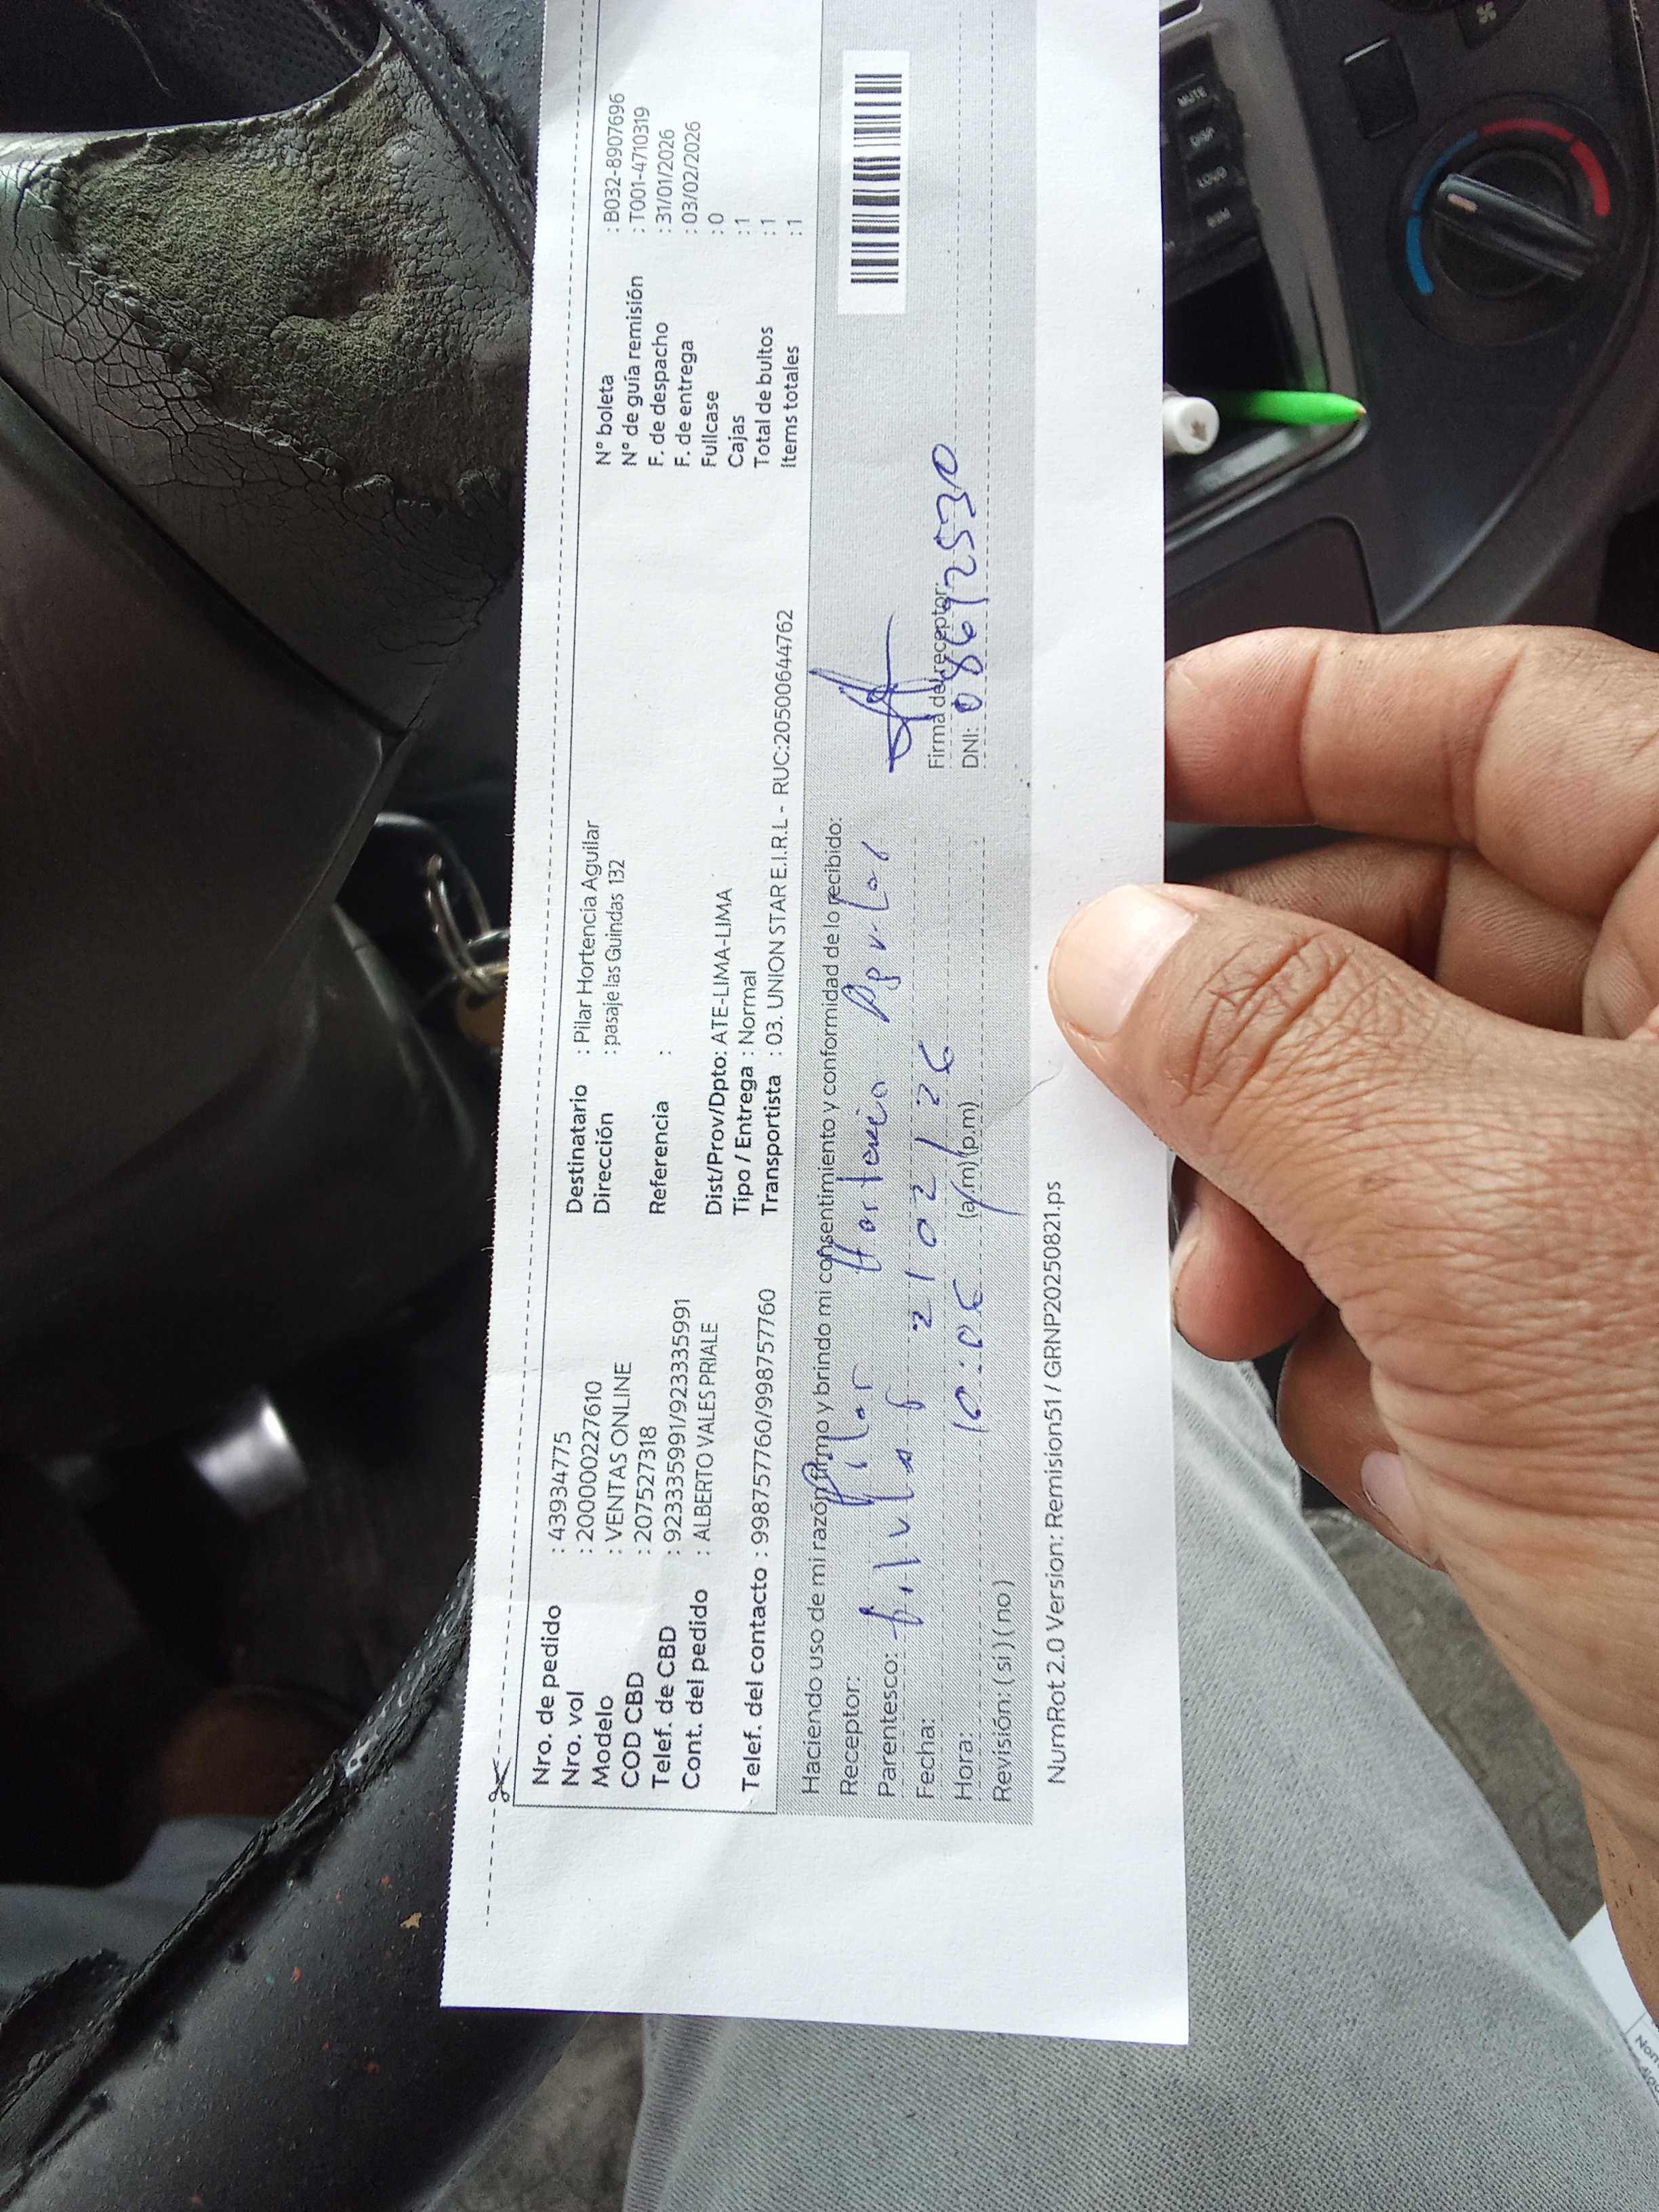 Nro. de pedido : 43934775
Nro. vol : 2000000227610
Modelo : VENTAS ONLINE
COD CBD : 207527318
Telef. de CBD : 923335991/923335991
Cont. del pedido : ALBERTO VALES PRIALE
Telef. del contacto : 998757760/998757760
Destinatario : Pilar Hortencia Aguilar
Dirección : pasaje las Guindas 132
Referencia :
Dist/Prov/Dpto: ATE-LIMA-LIMA
Tipo / Entrega : Normal
Transportista : 03. UNION STAR E.I.R.L - RUC:20500644762
N° boleta : B032-8907696
N° de guía remisión : T001-4710319
F. de despacho : 31/01/2026
F. de entrega : 03/02/2026
Fullcase : 0
Cajas : 1
Total de bultos : 1
Items totales : 1
Haciendo uso de mi razón firmo y brindo mi consentimiento y conformidad de lo recibido:
Receptor: Pilar Hortencia
Parentesco:
Fecha: 2/02/26
Hora: 10:06 (a/m) (p.m)
Revisión: ( si ) ( no )
Firma del receptor:
DNI: 08692530
NumRot 2.0 Version: Remision51 / GRNP20250821.ps
MUTE
DISP
LOUD